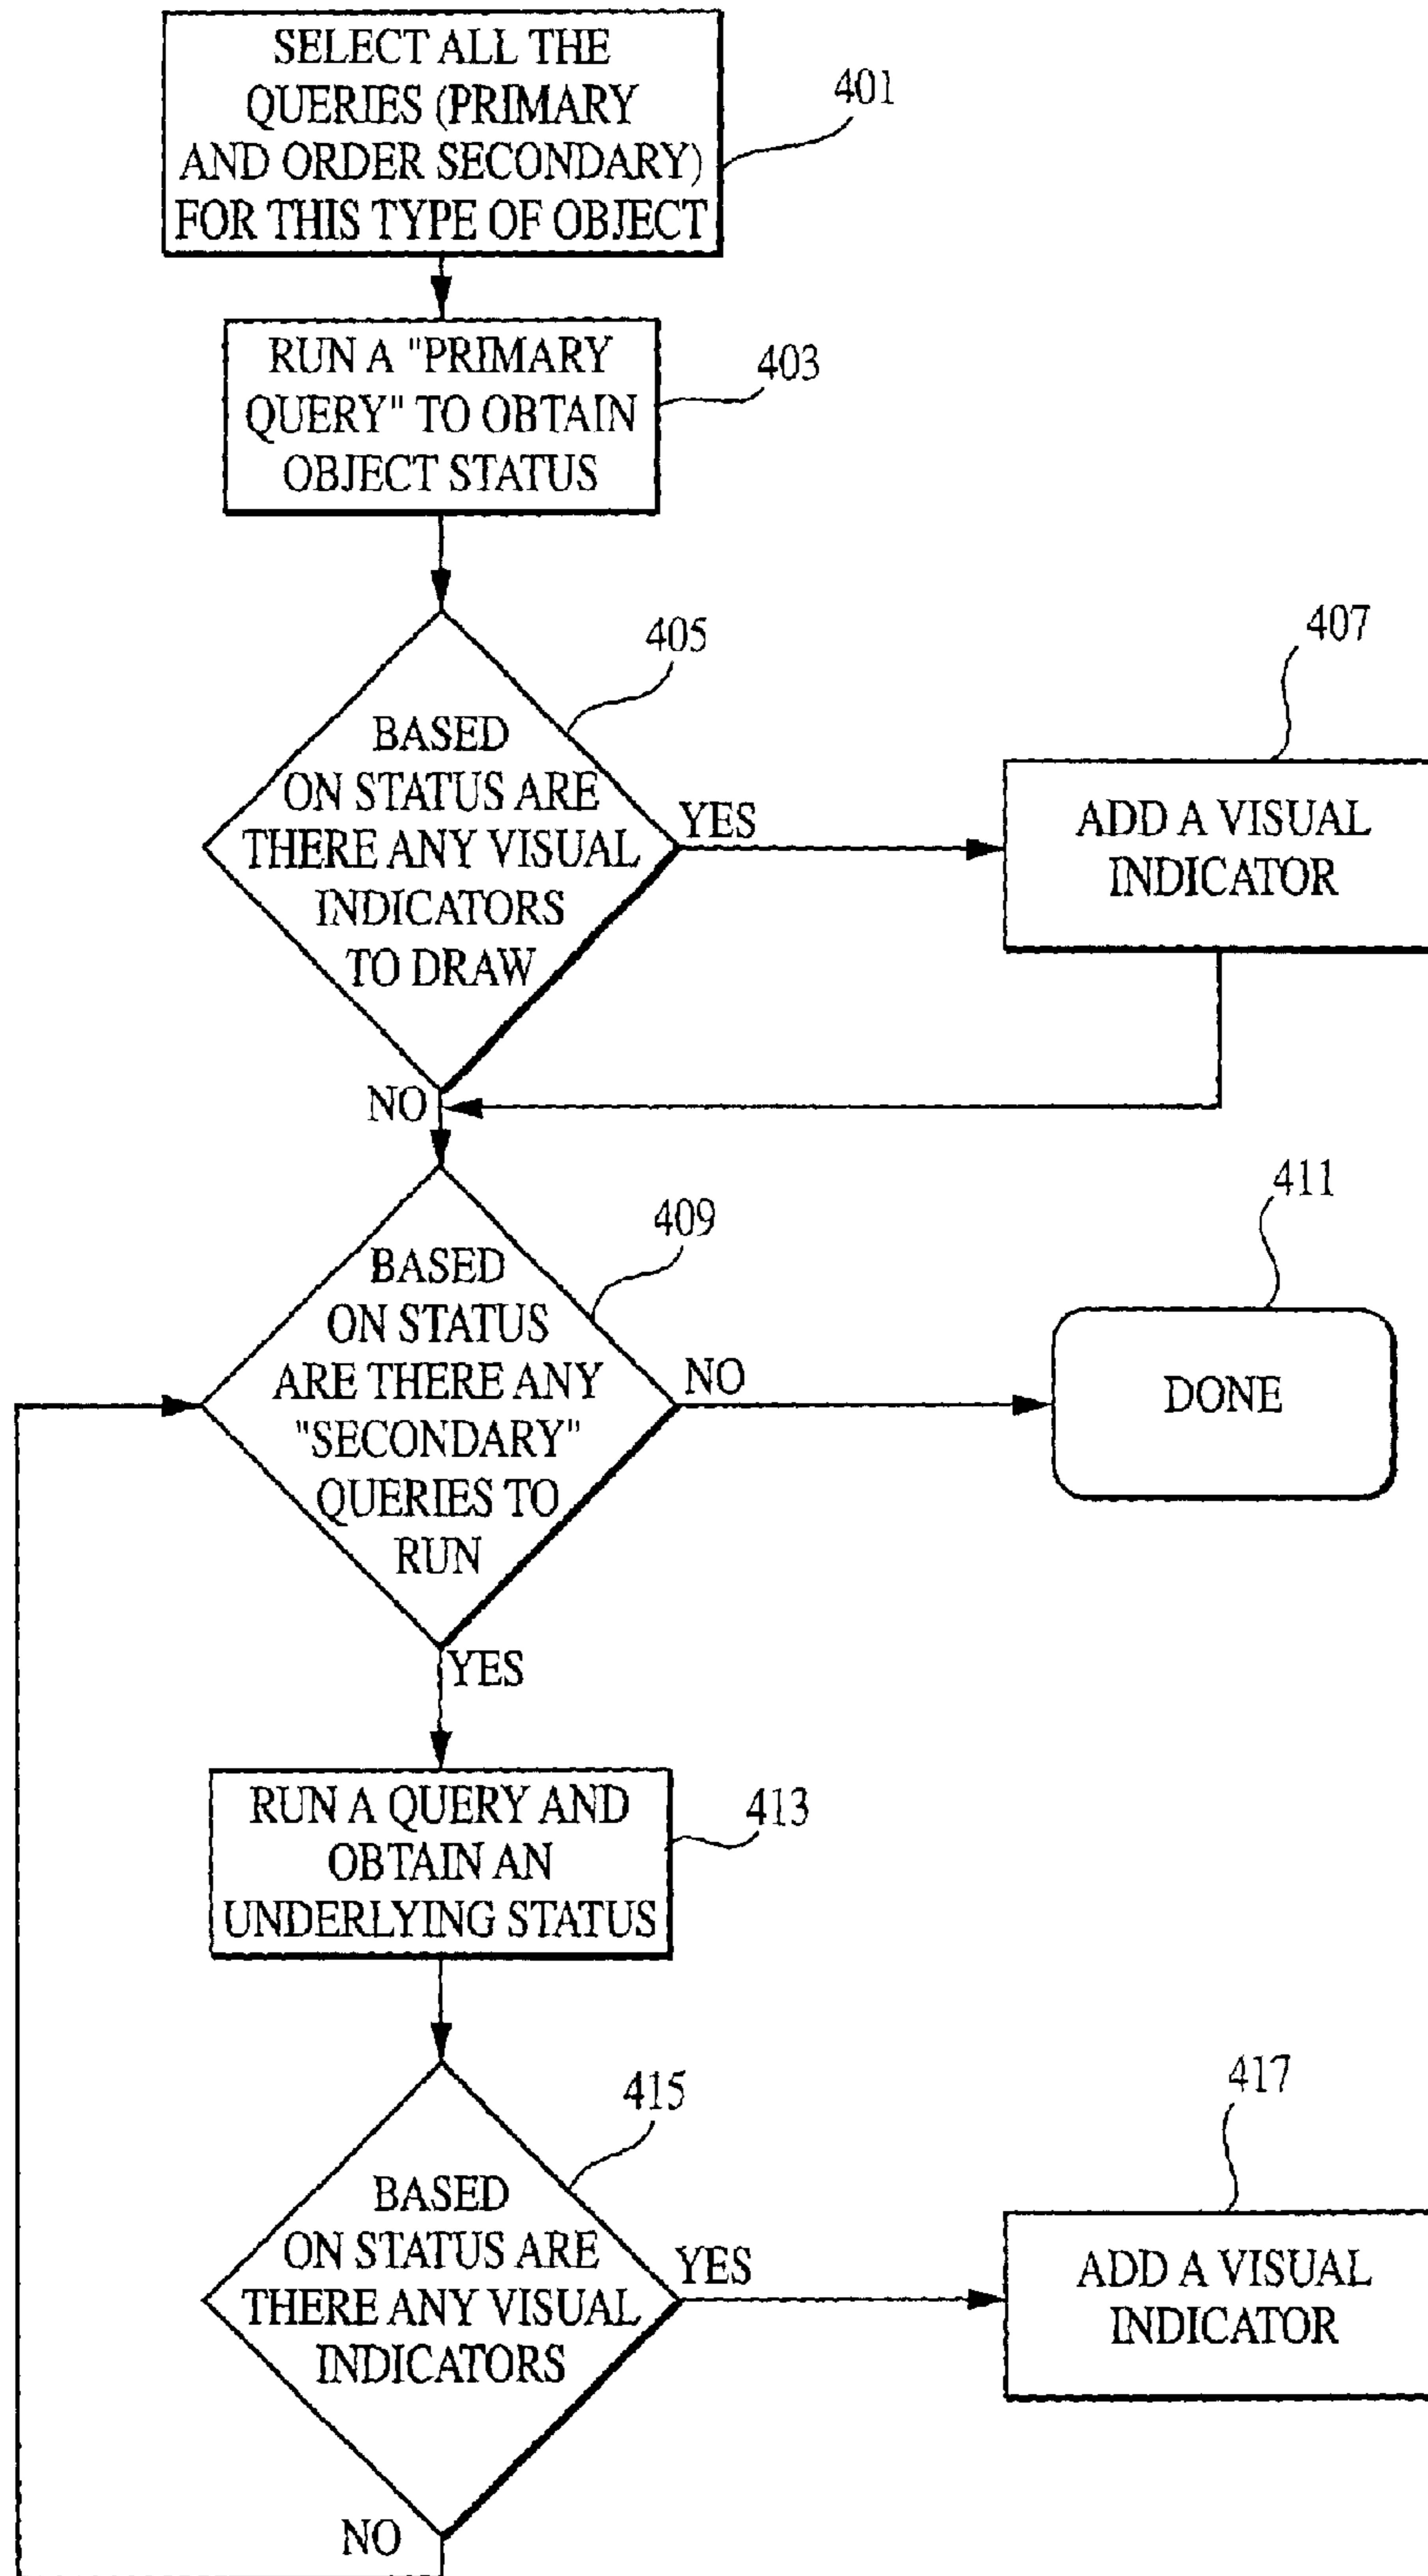 SELECT ALL THE
QUERIES (PRIMARY
AND ORDER SECONDARY)
FOR THIS TYPE OF OBJECT
401
RUN A "PRIMARY
QUERY" TO OBTAIN
OBJECT STATUS
403
BASED
ON STATUS ARE
THERE ANY VISUAL
INDICATORS
TO DRAW
405
YES
ADD A VISUAL
INDICATOR
407
NO
BASED
ON STATUS
ARE THERE ANY
"SECONDARY"
QUERIES TO
RUN
409
NO
DONE
411
YES
RUN A QUERY AND
OBTAIN AN
UNDERLYING STATUS
413
BASED
ON STATUS ARE
THERE ANY VISUAL
INDICATORS
415
YES
ADD A VISUAL
INDICATOR
417
NO